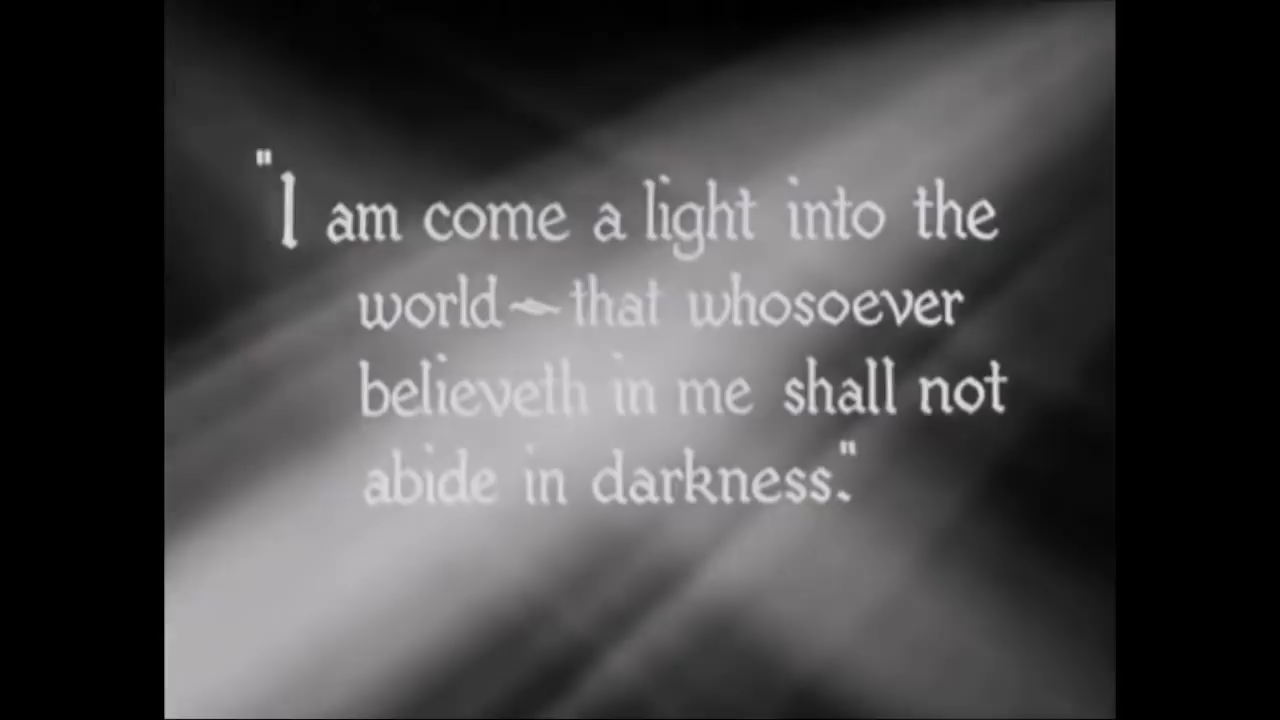 "I am come a light into the
world~that whosoever
believeth in me shall not
abide in darkness."